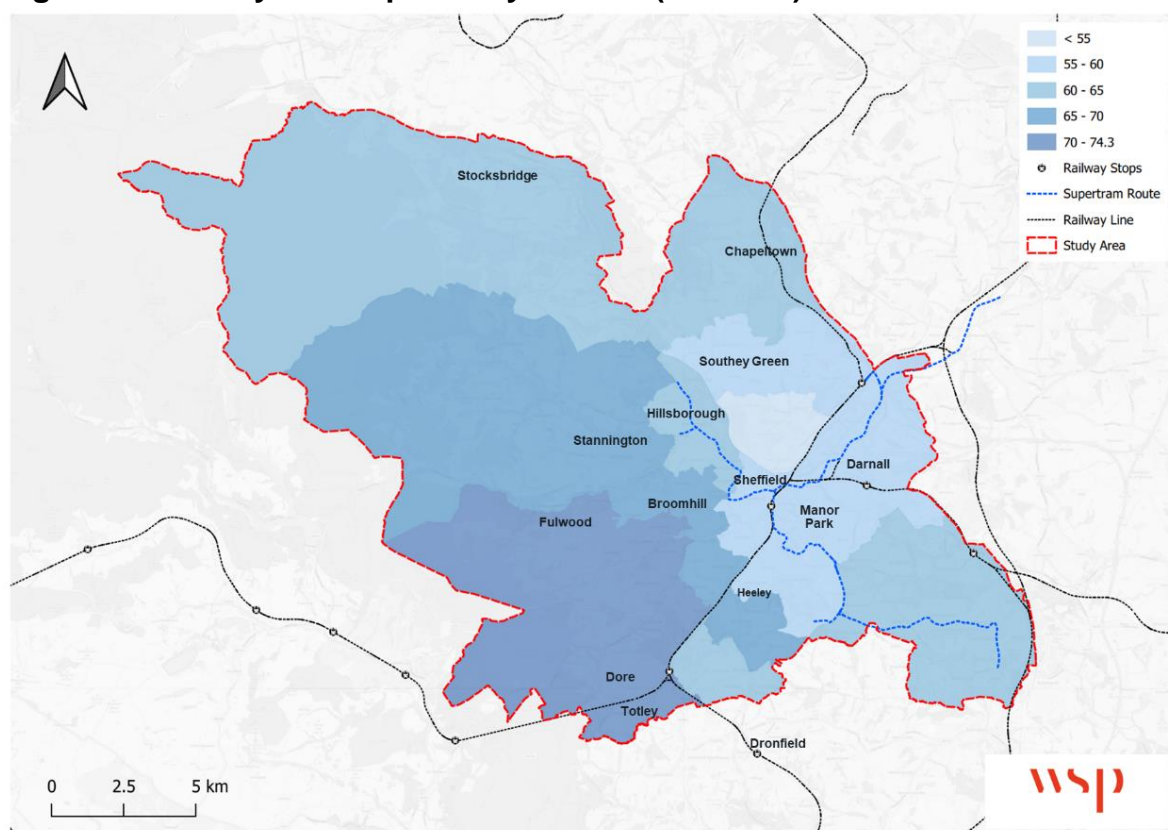 < 55
55 - 60
60 - 65
65 - 70
70 - 74.3
Railway Stops
Supertram Route
Railway Line
Study Area
Stocksbridge
Chapeltown
Southey Green
Hillsborough
Stannington
Darnall
Sheffield
Broomhill
Manor
Park
Fulwood
Heeley
Dore
Totley
Dronfield
0 2.5 5 km
wsp